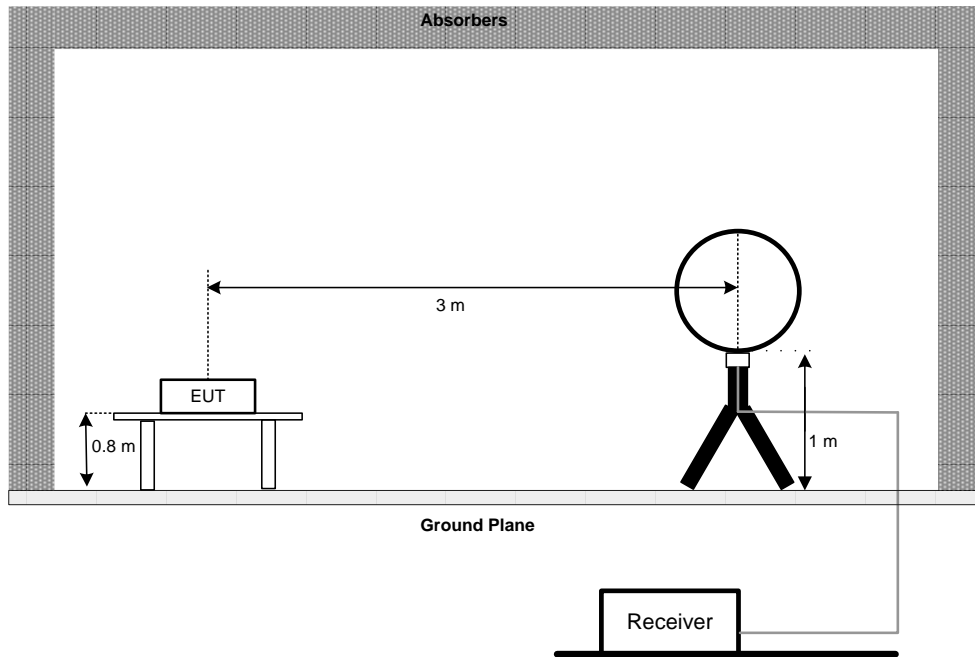 Absorbers
3 m
EUT
0.8 m
1 m
Ground Plane
Receiver